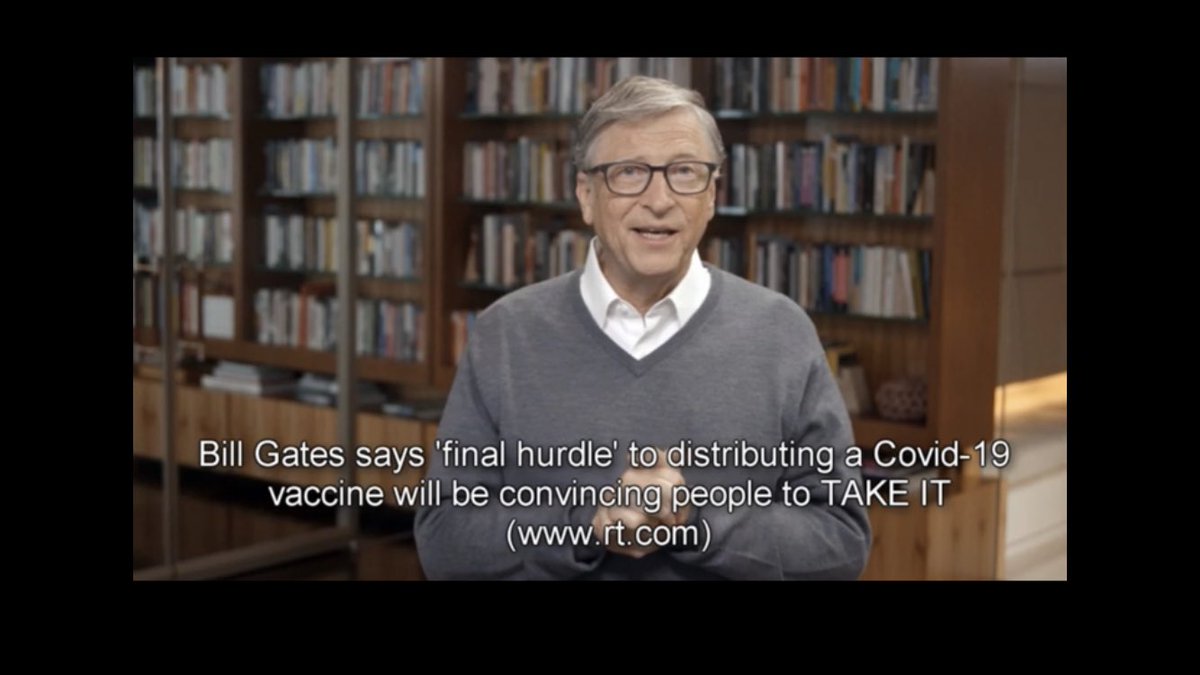 Bill Gates says 'final hurdle' to distributing a Covid-19
vaccine will be convincing people to TAKE IT
(www.rt.com)